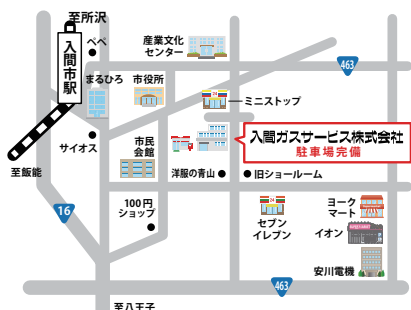 至所沢
ペペ
入間市駅
産業文化
センター
463
まるひろ
市役所
ミニストップ
サイオス
市民
会館
入間ガスサービス株式会社
駐車場完備
至飯能
洋服の青山
旧ショールーム
16
100円
ショップ
セブン
イレブン
ヨーク
マート
イオン
安川電機
463
至八王子